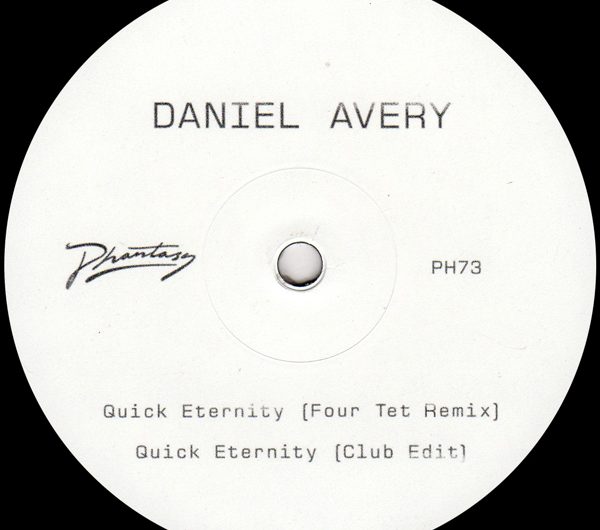 DANIEL AVERY
Phantasy
PH73
Quick Eternity (Four Tet Remix)
Quick Eternity (Club Edit)